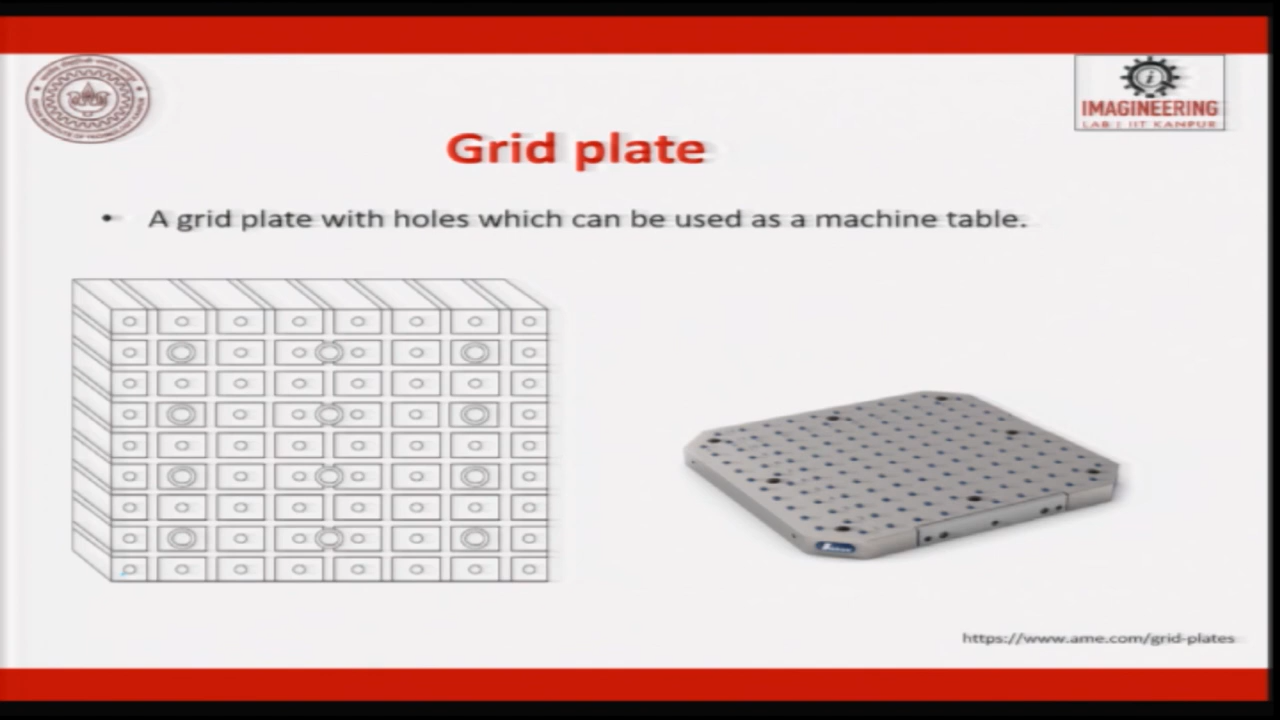 IMAGINEERING
LAB : IIT KANPUR
Grid plate
• A grid plate with holes which can be used as a machine table.
https://www.ame.com/grid-plates